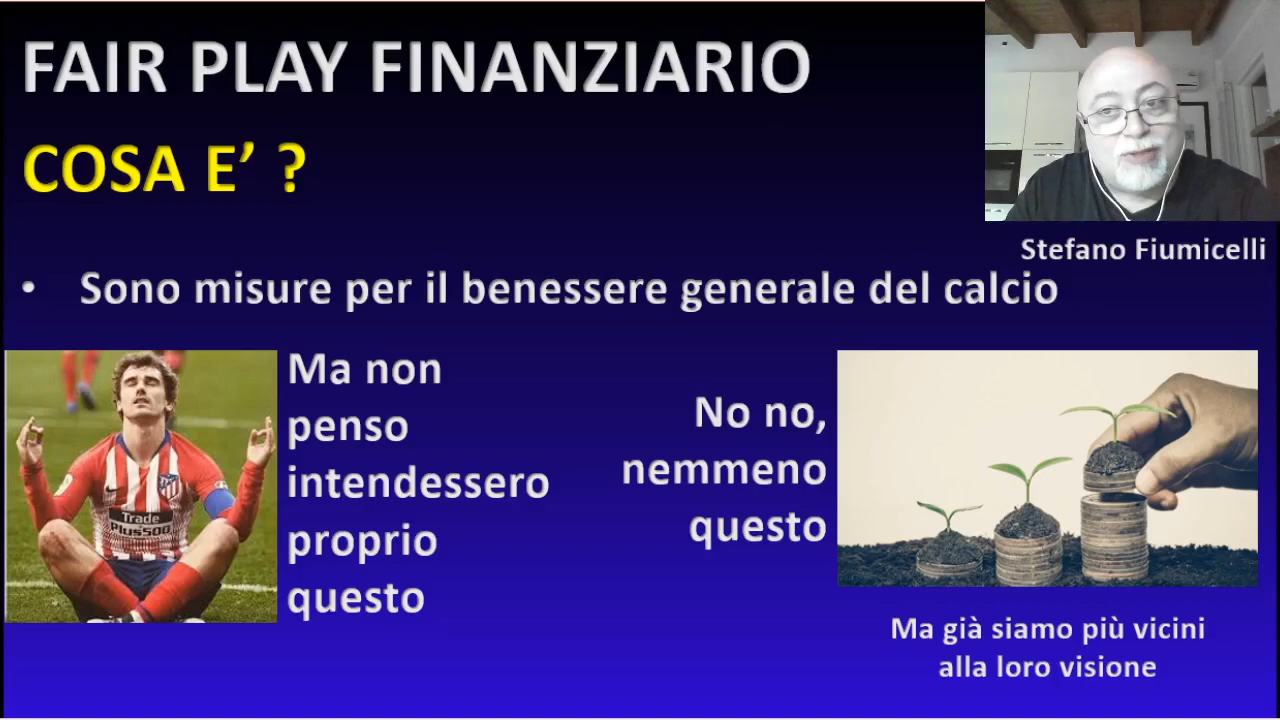 FAIR PLAY FINANZIARIO
COSA E’ ?
Stefano Fiumicelli
• Sono misure per il benessere generale del calcio
Ma non
penso
intendessero
proprio
questo
No no,
nemmeno
questo
Trade
Plus500
Ma già siamo più vicini
alla loro visione